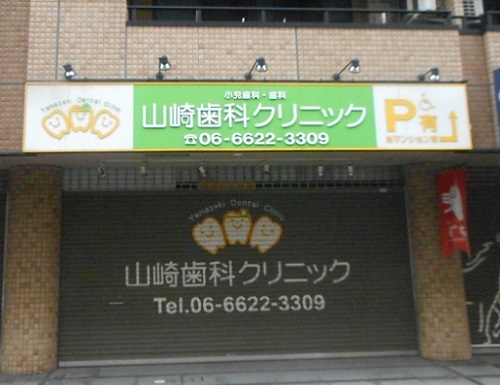 Yamazaki Dental Clinic
小児歯科・歯科
山崎歯科クリニック
☎06-6622-3309
P有
Yamazaki Dental Clinic
山崎歯科クリニック
Tel.06-6622-3309